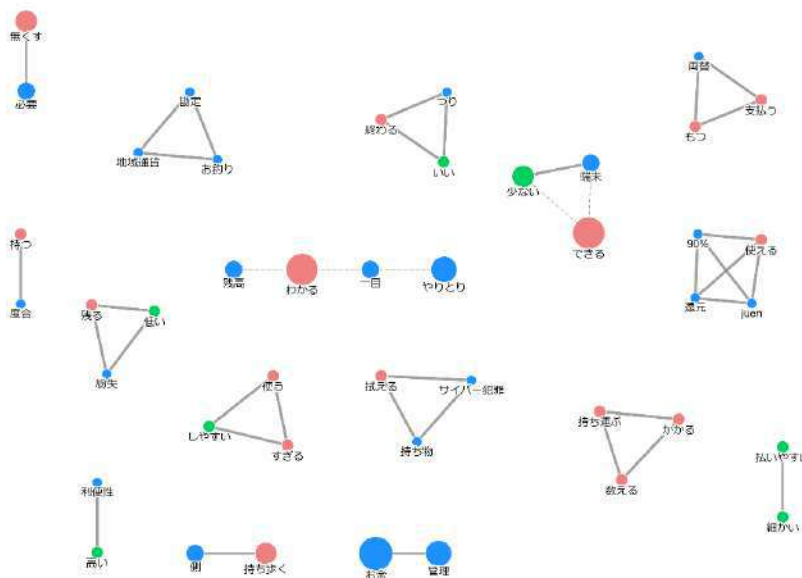 無くす
必要
両替
支払う
もつ
勘定
地域通貨
お釣り
つり
終わる
いい
少ない
端末
できる
持つ
度合
残高
わかる
一目
やりとり
90%
使える
還元
juen
残る
低い
紛失
使う
しやすい
すぎる
拭える
サイバー犯罪
持ち物
持ち運ぶ
かかる
数える
払いやすい
細かい
利便性
高い
側
持ち歩く
お金
管理